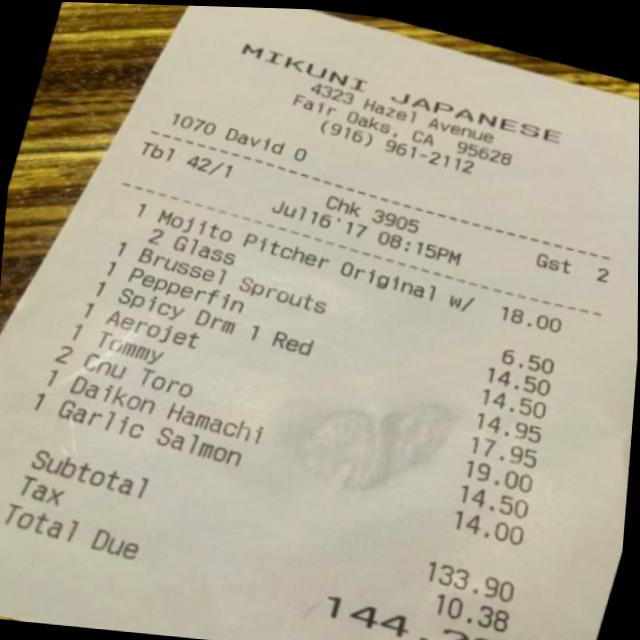 MIKUNI JAPANESE
4323 Hazel Avenue
Fair Oaks, CA 95628
(916) 961-2112
1070 David O
Tbl 42/1 Chk 3905 Gst 2
Jul16'17 08:15PM
1 Mojito Pitcher Original w/ 18.00
2 Glass
1 Brussel Sprouts 6.50
1 Pepperfin 14.50
1 Spicy Drm 1 Red 14.50
1 Aerojet 14.95
1 Tommy 17.95
2 Cnu Toro 19.00
1 Daikon Hamachi 14.50
1 Garlic Salmon 14.00
Subtotal 133.90
Tax 10.38
Total Due